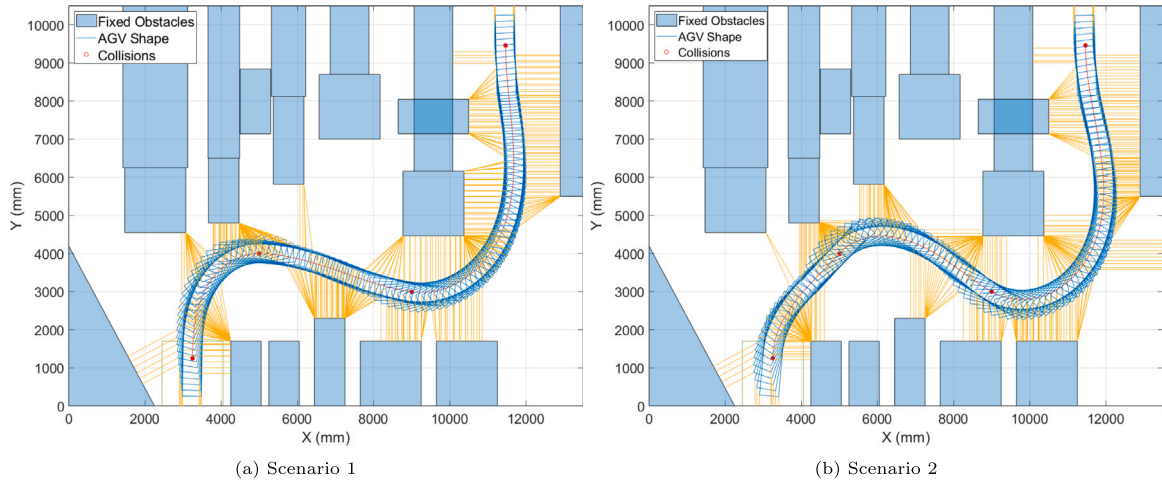 Fixed Obstacles
AGV Shape
Collisions
10000
9000
8000
7000
6000
5000
4000
3000
2000
1000
0
Y (mm)
0 2000 4000 6000 8000 10000 12000
X (mm)
(a) Scenario 1
Fixed Obstacles
AGV Shape
Collisions
10000
9000
8000
7000
6000
5000
4000
3000
2000
1000
0
Y (mm)
0 2000 4000 6000 8000 10000 12000
X (mm)
(b) Scenario 2